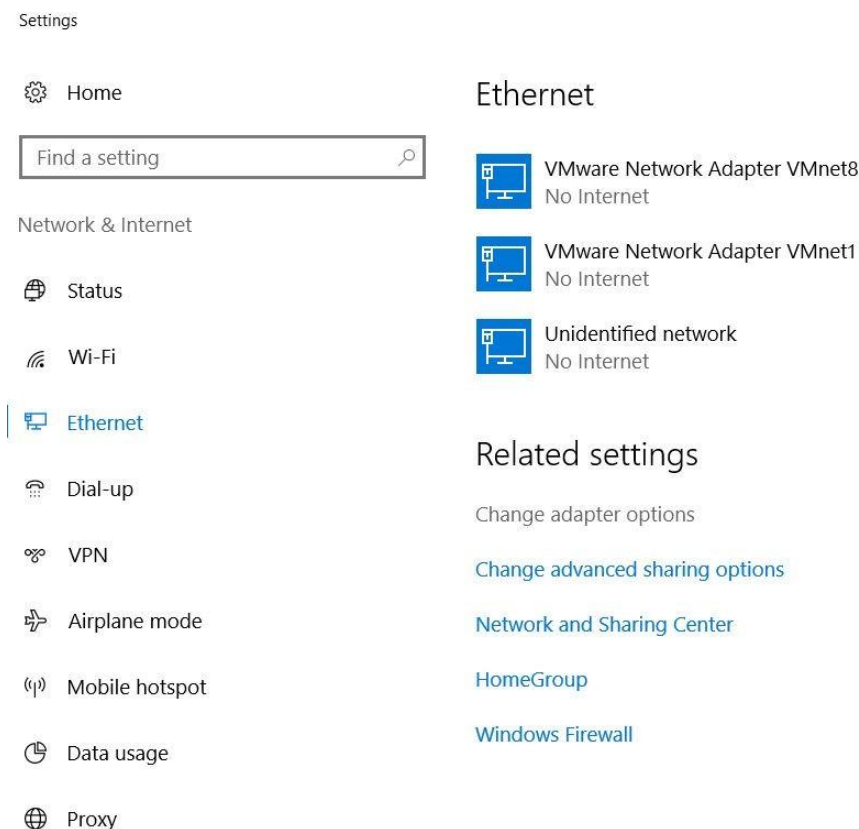 Settings
Home
Find a setting
Network & Internet
Status
Wi-Fi
Ethernet
Dial-up
VPN
Airplane mode
Mobile hotspot
Data usage
Proxy
Ethernet
VMware Network Adapter VMnet8
No Internet
VMware Network Adapter VMnet1
No Internet
Unidentified network
No Internet
Related settings
Change adapter options
Change advanced sharing options
Network and Sharing Center
HomeGroup
Windows Firewall